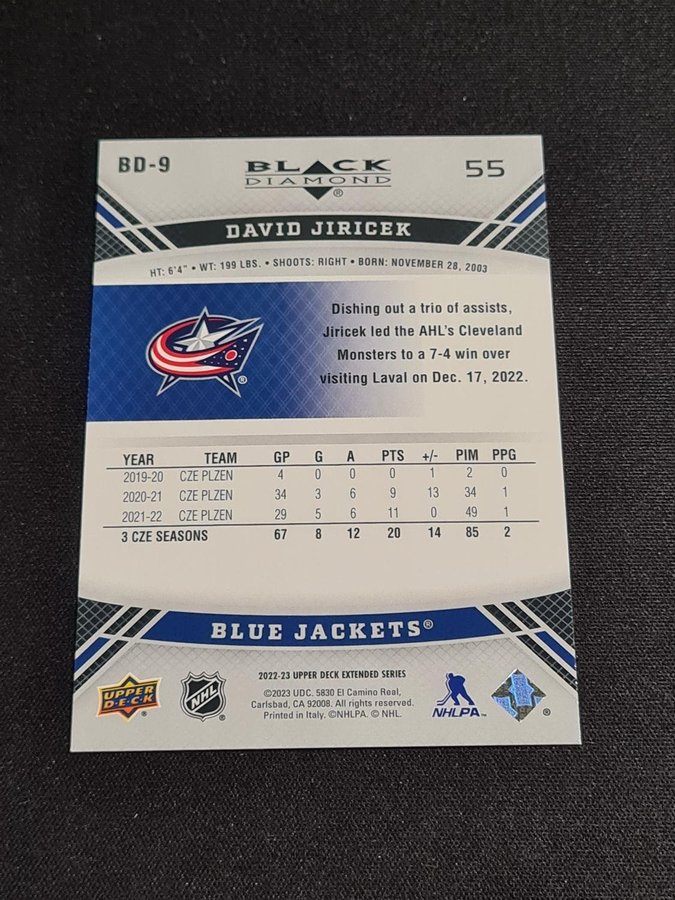 BD-9 BLACK DIAMOND® 55
DAVID JIRICEK
HT: 6'4" • WT: 199 LBS. • SHOOTS: RIGHT • BORN: NOVEMBER 28, 2003
Dishing out a trio of assists,
Jiricek led the AHL's Cleveland
Monsters to a 7-4 win over
visiting Laval on Dec. 17, 2022.
®
YEAR TEAM GP G A PTS +/- PIM PPG
2019-20 CZE PLZEN 4 0 0 0 1 2 0
2020-21 CZE PLZEN 34 3 6 9 13 34 1
2021-22 CZE PLZEN 29 5 6 11 0 49 1
3 CZE SEASONS 67 8 12 20 14 85 2
BLUE JACKETS®
2022-23 UPPER DECK EXTENDED SERIES
©2023 UDC. 5830 El Camino Real,
Carlsbad, CA 92008. All rights reserved.
Printed in Italy. ©NHLPA. © NHL.
UPPER DECK®
NHL®
NHLPA™
®